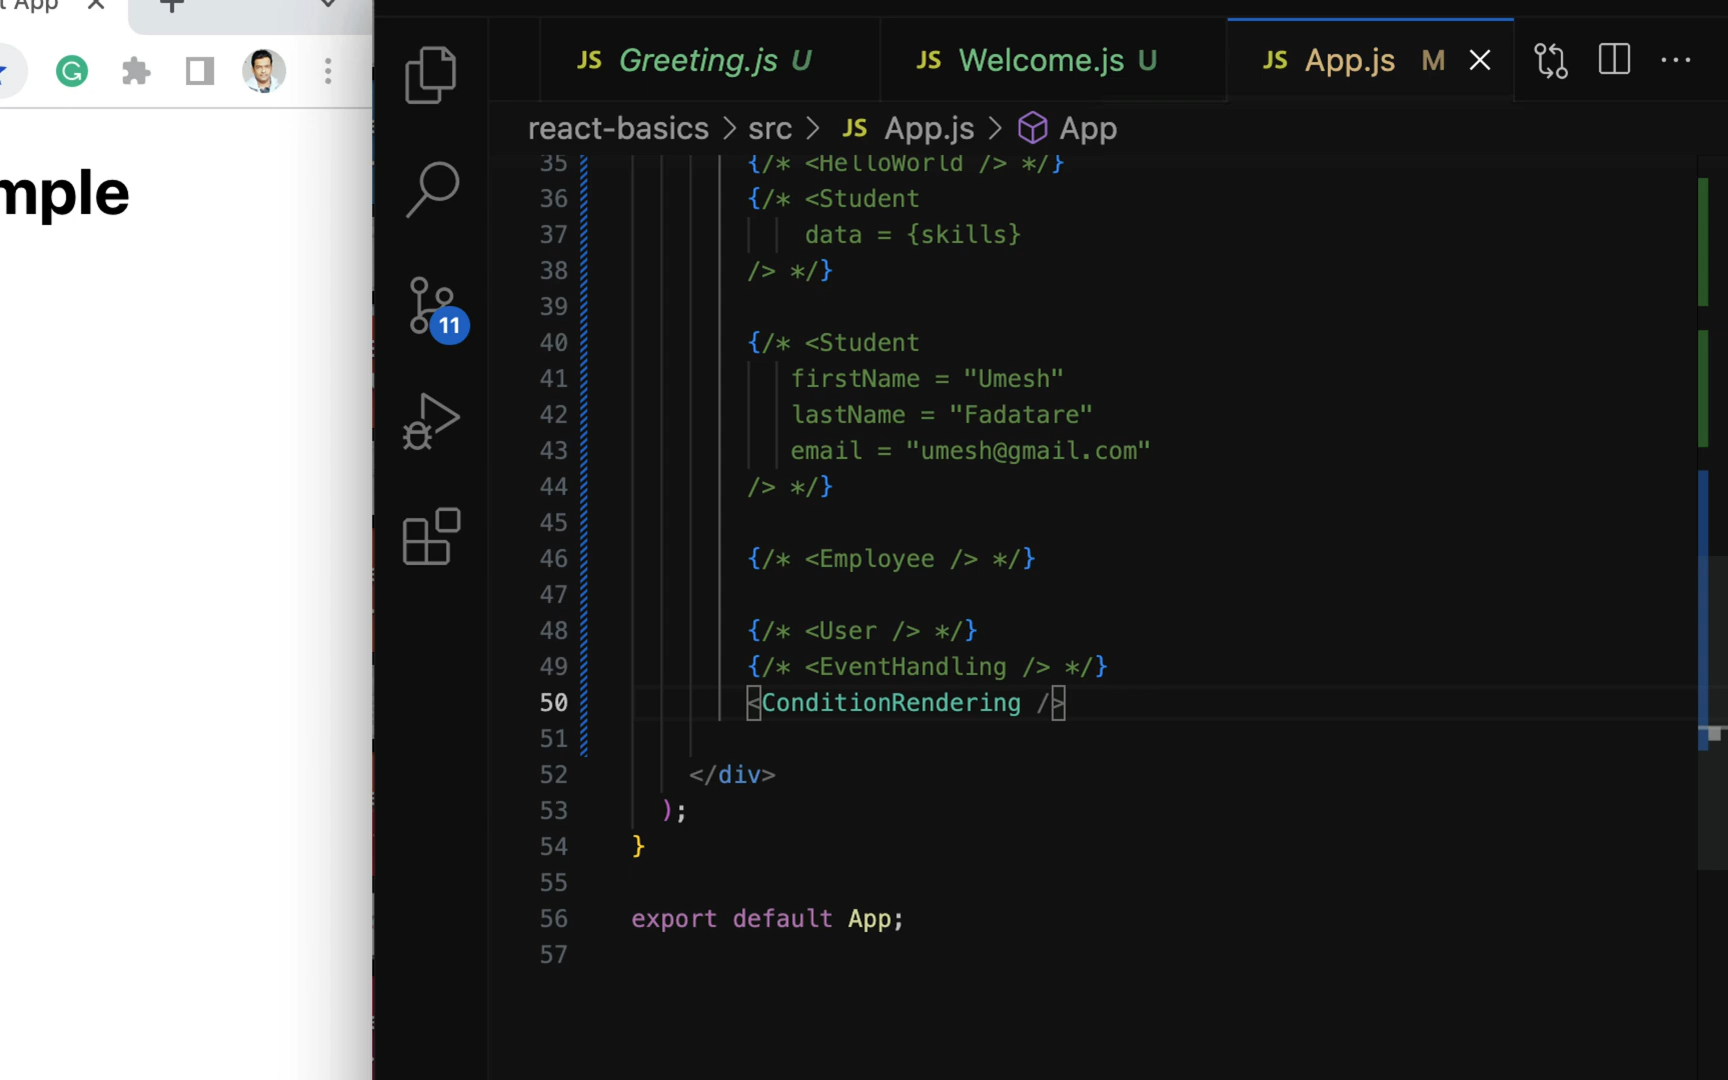 t App
mple
11
JS Greeting.js U
JS Welcome.js U
JS App.js M
react-basics > src > JS App.js > App
35 {/* <HelloWorld /> */}
36 {/* <Student
37 data = {skills}
38 /> */}
39
40 {/* <Student
41 firstName = "Umesh"
42 lastName = "Fadatare"
43 email = "umesh@gmail.com"
44 /> */}
45
46 {/* <Employee /> */}
47
48 {/* <User /> */}
49 {/* <EventHandling /> */}
50 <ConditionRendering />
51
52 </div>
53 );
54 }
55
56 export default App;
57